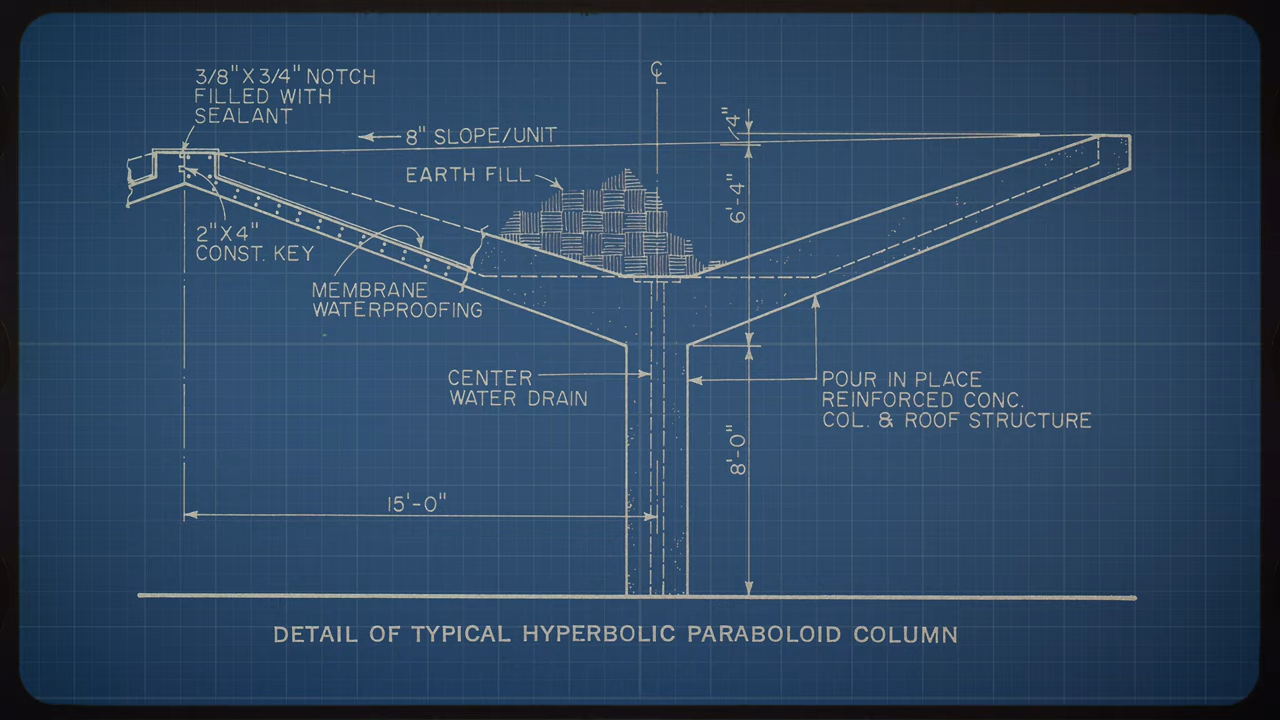 3/8" X 3/4" NOTCH
FILLED WITH
SEALANT
℄
8" SLOPE/UNIT
4"
EARTH FILL
6'-4"
2" X 4"
CONST. KEY
MEMBRANE
WATERPROOFING
CENTER
WATER DRAIN
POUR IN PLACE
REINFORCED CONC.
COL. & ROOF STRUCTURE
8'-0"
15'-0"
DETAIL OF TYPICAL HYPERBOLIC PARABOLOID COLUMN